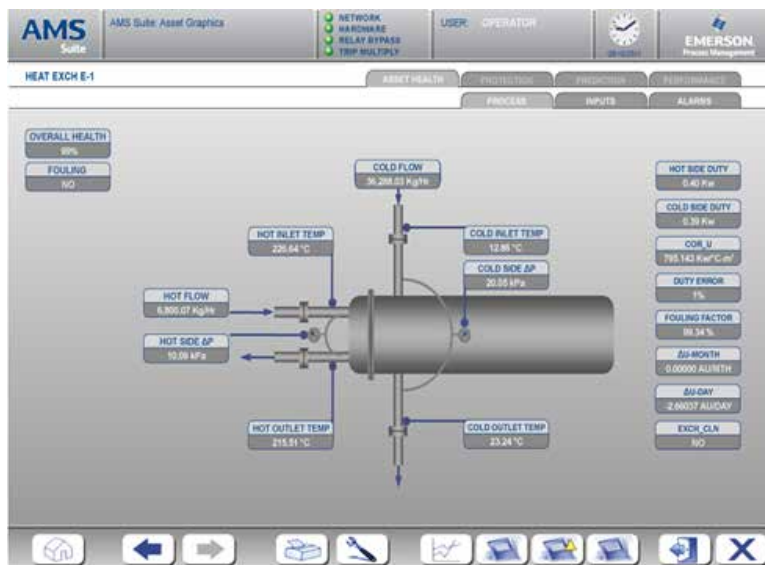 AMS
Suite
AMS Suite: Asset Graphics
NETWORK
HARDWARE
RELAY BYPASS
TRIP MULTIPLY
USER: OPERATOR
EMERSON
Process Management
HEAT EXCH E-1
ASSET HEALTH
PROTECTION
PREDICTION
PERFORMANCE
PROCESS
INPUTS
ALARMS
OVERALL HEALTH
99%
FOULING
NO
COLD FLOW
36,288.03 Kg/Hr
HOT INLET TEMP
226.64 °C
COLD INLET TEMP
12.86 °C
COLD SIDE ΔP
20.05 kPa
HOT FLOW
6,800.07 Kg/Hr
HOT SIDE ΔP
10.09 kPa
HOT OUTLET TEMP
215.51 °C
COLD OUTLET TEMP
23.24 °C
HOT SIDE DUTY
0.40 Kw
COLD SIDE DUTY
0.39 Kw
COR_U
795.143 Kw/°C-m²
DUTY ERROR
1%
FOULING FACTOR
99.34 %
ΔU-MONTH
0.00000 AU/MTH
ΔU-DAY
-2.66037 AU/DAY
EXCH_CLN
NO